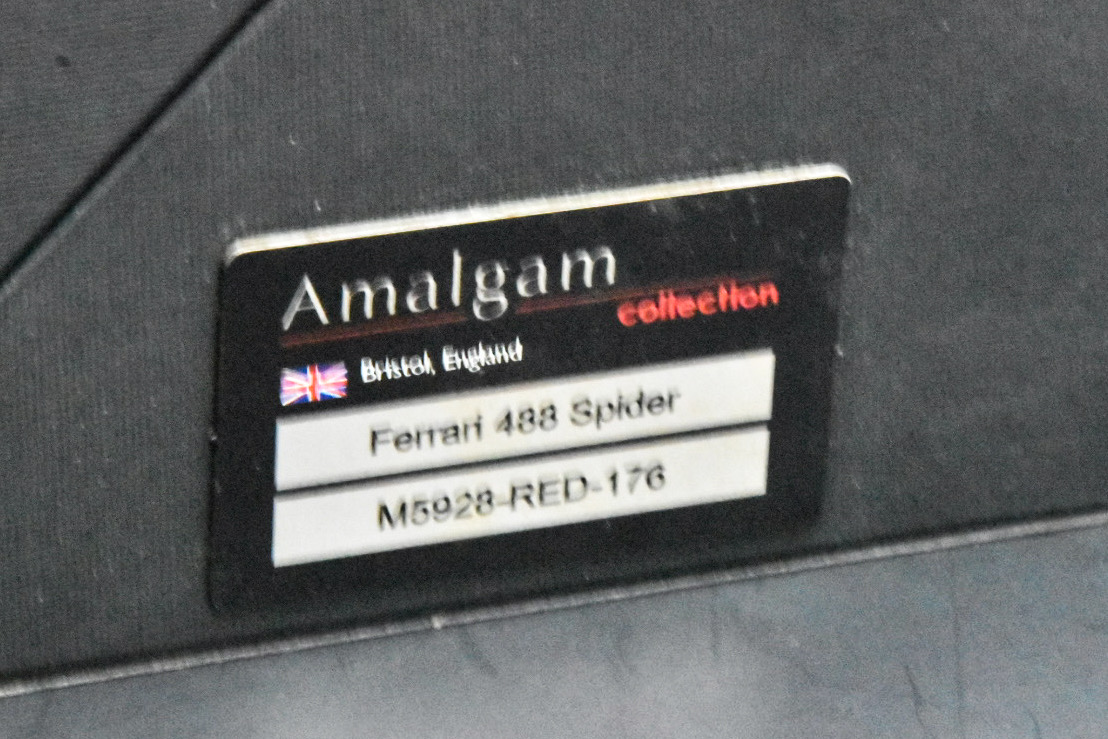 Amalgam
collection
Bristol, England
Ferrari 488 Spider
M5928-RED-176